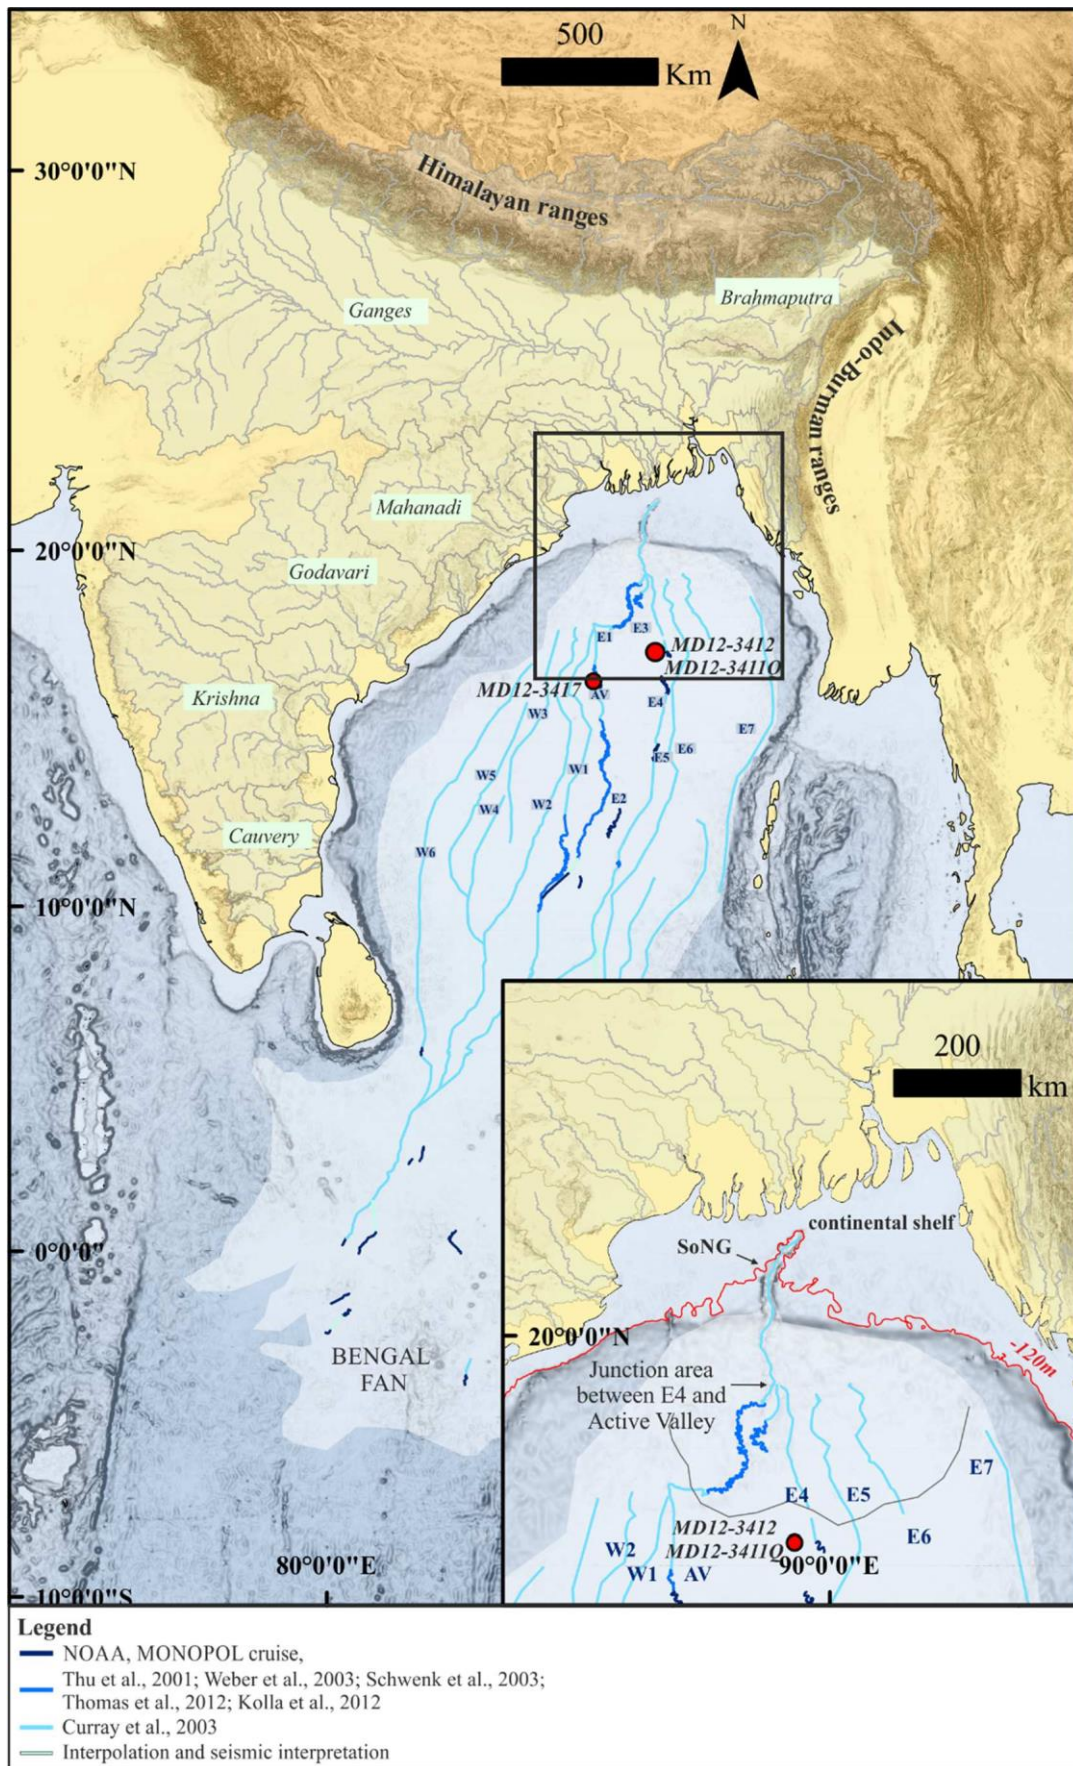 N
500
Km
30°0'0"N
Himalayan ranges
Ganges
Brahmaputra
Indo-Burman ranges
Mahanadi
20°0'0"N
Godavari
E3
E1
MD12-3412
MD12-3411Q
Krishna
MD12-3417
AV
E4
W3
E7
E6
E5
W1
W5
E2
W2
W4
Cauvery
W6
10°0'0"N
200
km
continental shelf
SoNG
0°0'0"
20°0'0"N
-120m
BENGAL
FAN
Junction area
between E4 and
Active Valley
E7
E4
E5
E6
MD12-3412
MD12-3411Q
W2
W1
AV
80°0'0"E
90°0'0"E
10°0'0"S
Legend
NOAA, MONOPOL cruise,
Thu et al., 2001; Weber et al., 2003; Schwenk et al., 2003;
Thomas et al., 2012; Kolla et al., 2012
Curray et al., 2003
Interpolation and seismic interpretation